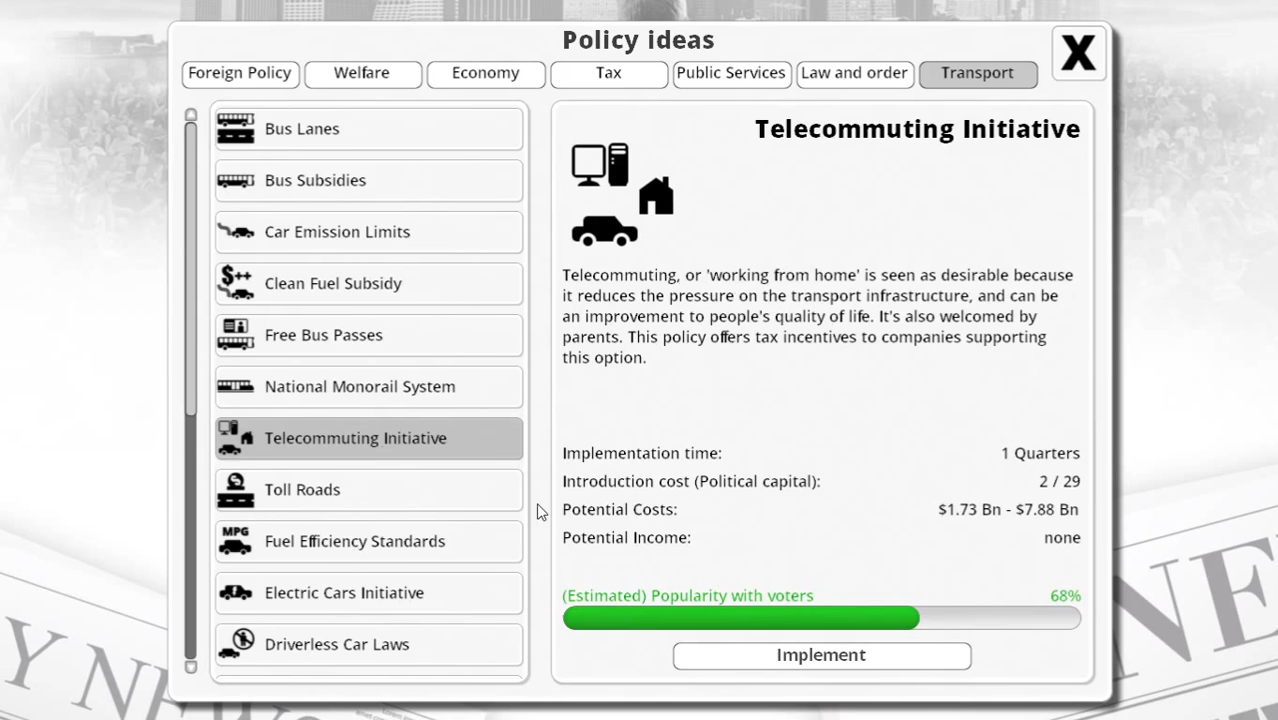 Policy ideas
X
Foreign Policy
Welfare
Economy
Tax
Public Services
Law and order
Transport
Bus Lanes
Bus Subsidies
Car Emission Limits
$++ Clean Fuel Subsidy
Free Bus Passes
National Monorail System
Telecommuting Initiative
Toll Roads
MPG
Fuel Efficiency Standards
Electric Cars Initiative
Driverless Car Laws
Telecommuting Initiative
Telecommuting, or 'working from home' is seen as desirable because
it reduces the pressure on the transport infrastructure, and can be
an improvement to people's quality of life. It's also welcomed by
parents. This policy offers tax incentives to companies supporting
this option.
Implementation time: 1 Quarters
Introduction cost (Political capital): 2 / 29
Potential Costs: $1.73 Bn - $7.88 Bn
Potential Income: none
(Estimated) Popularity with voters 68%
Implement